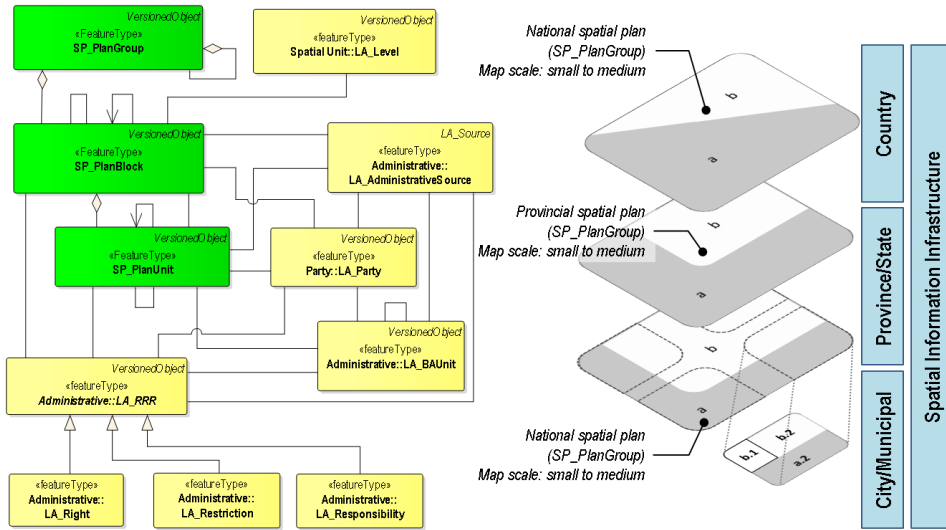 VersionedObject
«FeatureType»
SP_PlanGroup
VersionedObject
«featureType»
Spatial Unit::LA_Level
VersionedObject
«FeatureType»
SP_PlanBlock
LA_Source
«featureType»
Administrative::
LA_AdministrativeSource
VersionedObject
«FeatureType»
SP_PlanUnit
VersionedObject
«featureType»
Party::LA_Party
VersionedObject
«featureType»
Administrative::LA_BAUnit
VersionedObject
«featureType»
Administrative::LA_RRR
«featureType»
Administrative::
LA_Right
«featureType»
Administrative::
LA_Restriction
«featureType»
Administrative::
LA_Responsibility
National spatial plan
(SP_PlanGroup)
Map scale: small to medium
b
a
Provincial spatial plan
(SP_PlanGroup)
Map scale: small to medium
b
a
b
a
National spatial plan
(SP_PlanGroup)
Map scale: small to medium
b.1
b.2
a.2
Country
Province/State
City/Municipal
Spatial Information Infrastructure